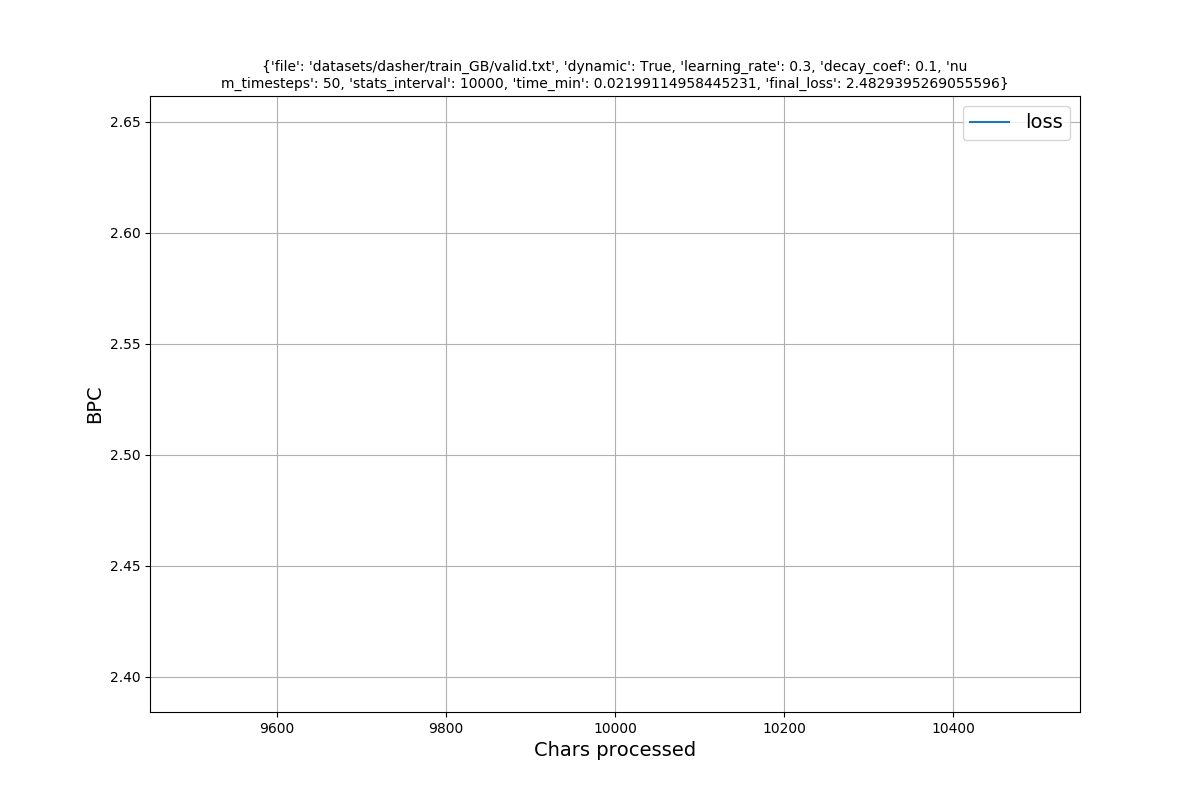 {'file': 'datasets/dasher/train_GB/valid.txt', 'dynamic': True, 'learning_rate': 0.3, 'decay_coef': 0.1, 'nu
m_timesteps': 50, 'stats_interval': 10000, 'time_min': 0.02199114958445231, 'final_loss': 2.4829395269055596}
loss
2.65
2.60
2.55
2.50
2.45
2.40
BPC
9600
9800
10000
10200
10400
Chars processed